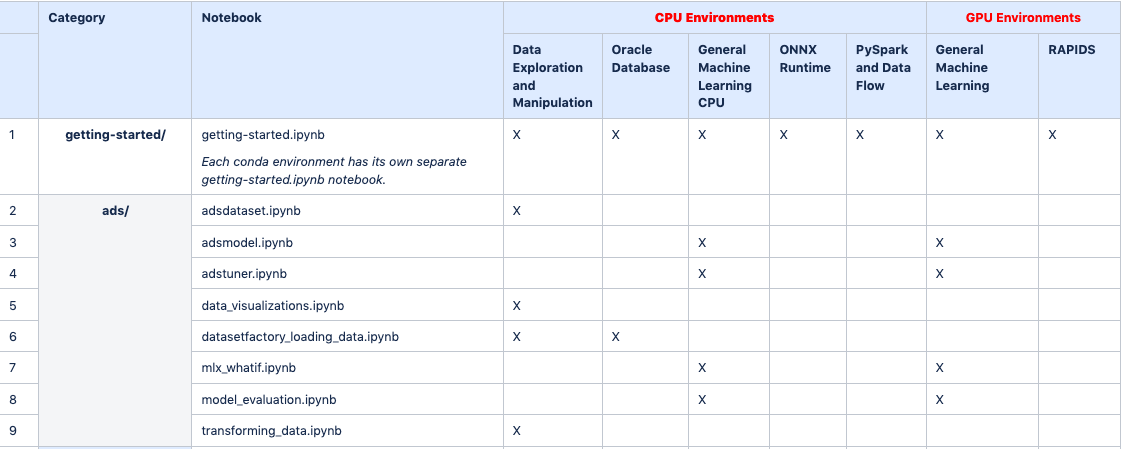 Category Notebook CPU Environments GPU Environments
Data Oracle General ONNX PySpark General RAPIDS
Exploration Database Machine Runtime and Data Machine
and Learning Flow Learning
Manipulation CPU
1 getting-started/ getting-started.ipynb X X X X X X X
Each conda environment has its own separate
getting-started.ipynb notebook.
2 ads/ adsdataset.ipynb X
3 adsmodel.ipynb X X
4 adstuner.ipynb X X
5 data_visualizations.ipynb X
6 datasetfactory_loading_data.ipynb X X
7 mlx_whatif.ipynb X X
8 model_evaluation.ipynb X X
9 transforming_data.ipynb X